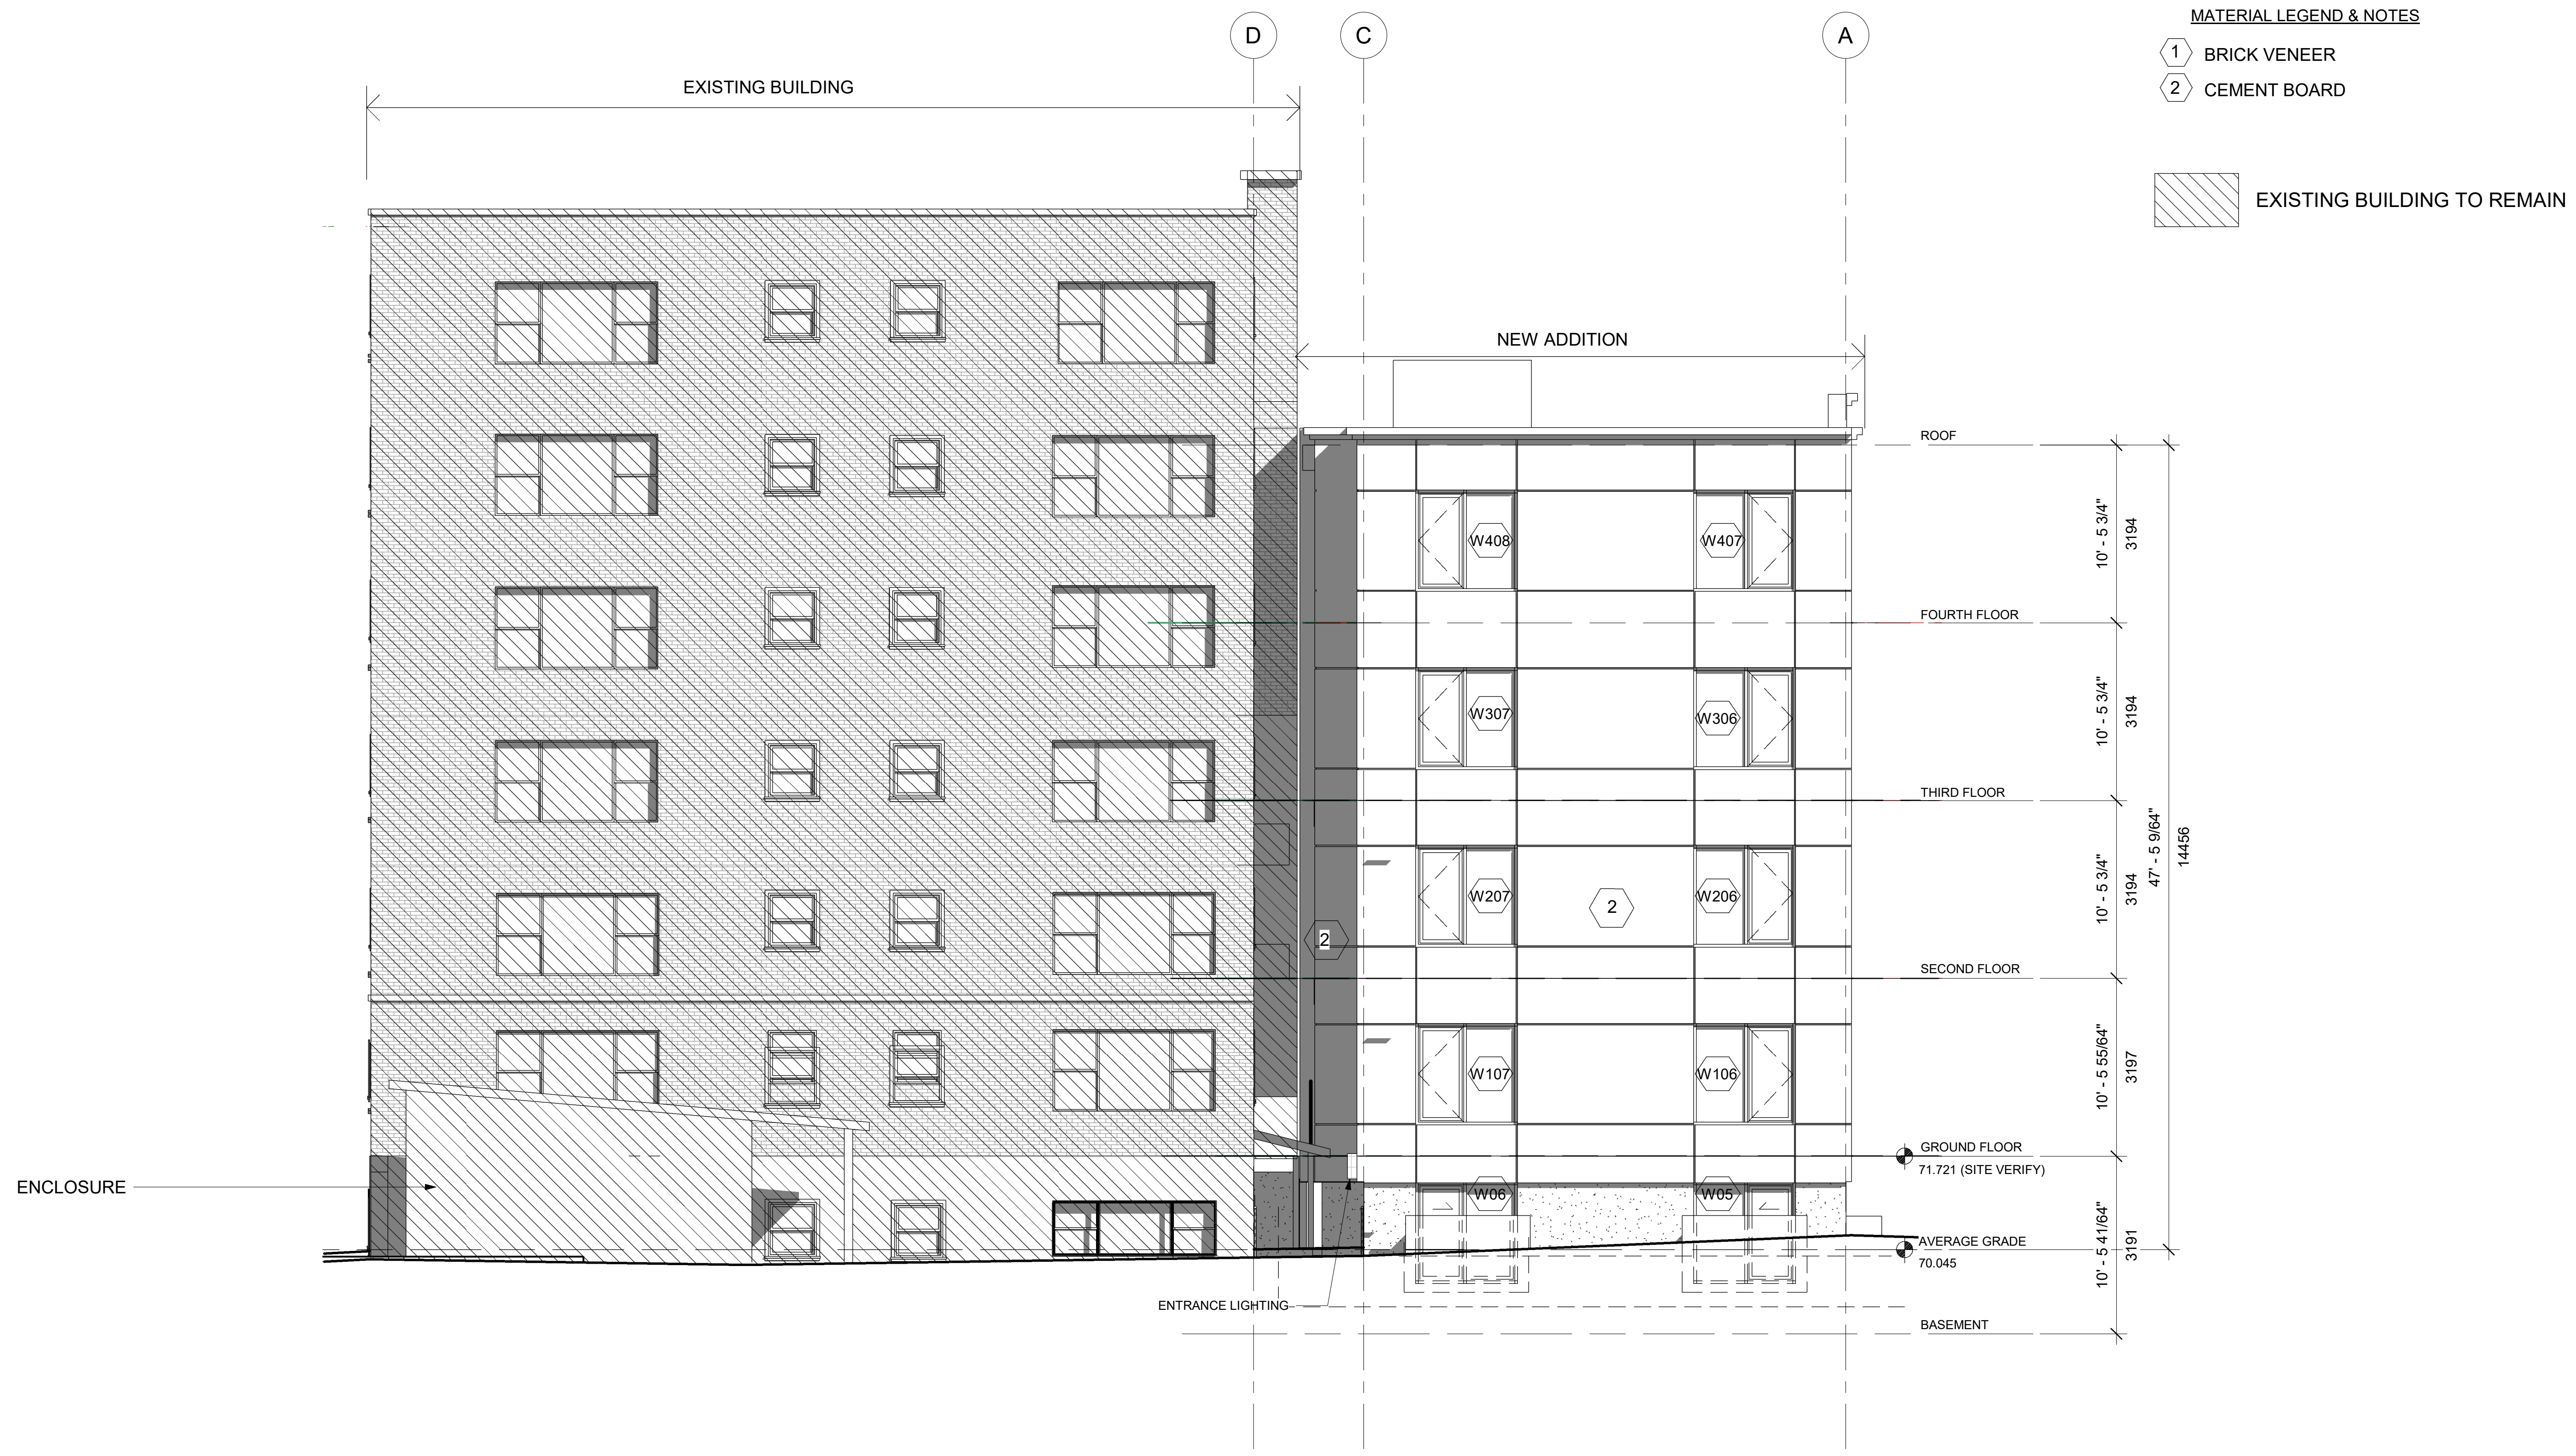 MATERIAL LEGEND & NOTES
1 BRICK VENEER
2 CEMENT BOARD
EXISTING BUILDING TO REMAIN
D
C
A
EXISTING BUILDING
NEW ADDITION
ROOF
10' - 5 3/4"
3194
W408
W407
FOURTH FLOOR
10' - 5 3/4"
3194
W307
W306
THIRD FLOOR
10' - 5 3/4"
3194
47' - 5 9/64"
14456
W207
2
W206
2
SECOND FLOOR
10' - 5 55/64"
3197
W107
W106
GROUND FLOOR
71.721 (SITE VERIFY)
ENCLOSURE
W06
W05
10' - 5 41/64"
3191
AVERAGE GRADE
70.045
ENTRANCE LIGHTING
BASEMENT